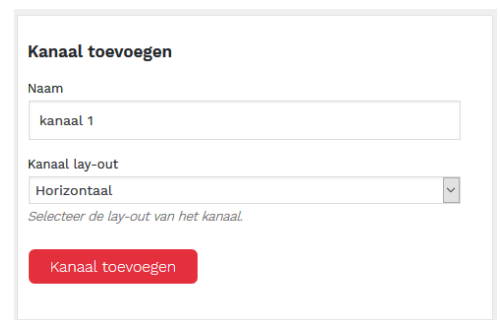 Kanaal toevoegen
Naam
kanaal 1
Kanaal lay-out
Horizontaal
Selecteer de lay-out van het kanaal.
Kanaal toevoegen